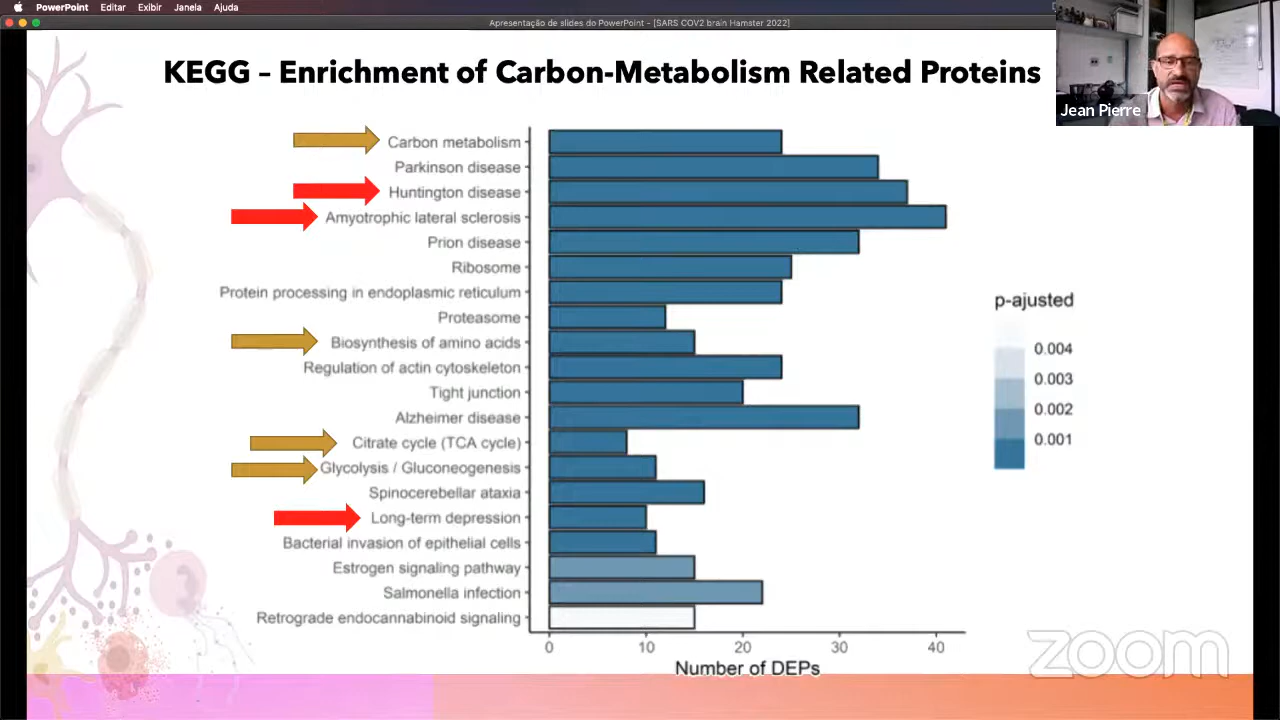 PowerPoint Editar Exibir Janela Ajuda
Apresentação de slides do PowerPoint - [SARS COV2 brain Hamster 2022]
KEGG – Enrichment of Carbon-Metabolism Related Proteins
Jean Pierre
Carbon metabolism
Parkinson disease
Huntington disease
Amyotrophic lateral sclerosis
Prion disease
Ribosome
Protein processing in endoplasmic reticulum
Proteasome
Biosynthesis of amino acids
Regulation of actin cytoskeleton
Tight junction
Alzheimer disease
Citrate cycle (TCA cycle)
Glycolysis / Gluconeogenesis
Spinocerebellar ataxia
Long-term depression
Bacterial invasion of epithelial cells
Estrogen signaling pathway
Salmonella infection
Retrograde endocannabinoid signaling
0 10 20 30 40
Number of DEPs
p-ajusted
0.004
0.003
0.002
0.001
zoom